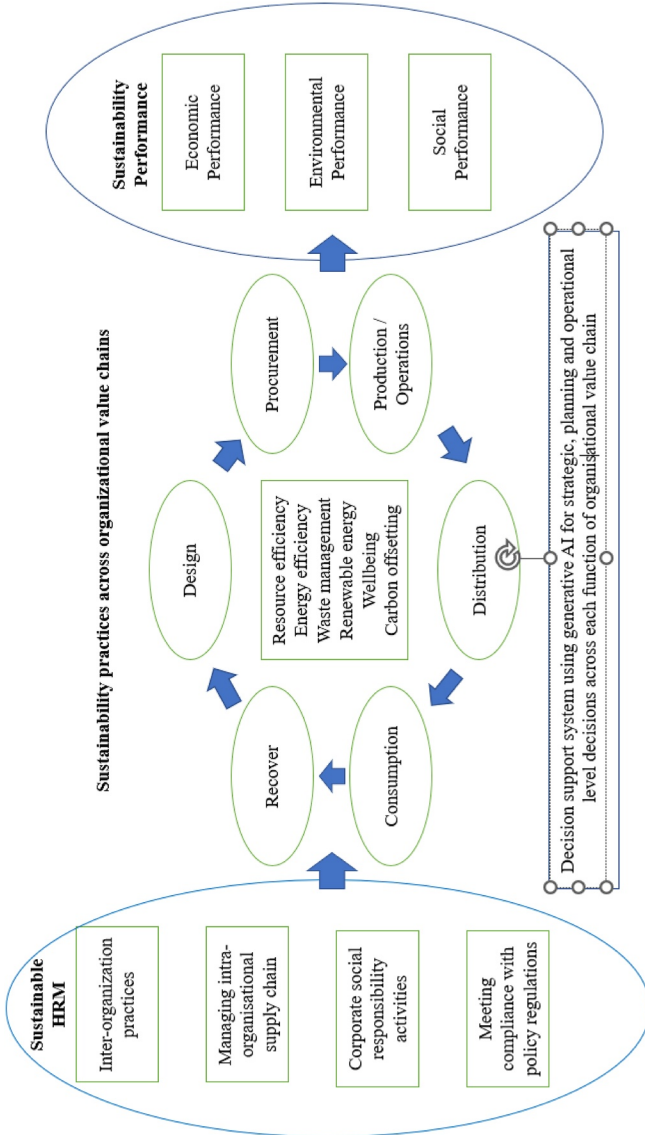 Sustainable
HRM
Inter-organization
practices
Managing intra-
organisational
supply chain
Corporate social
responsibility
activities
Meeting
compliance with
policy regulations
Sustainability practices across organizational value chains
Design
Recover
Procurement
Resource efficiency
Energy efficiency
Waste management
Renewable energy
Wellbeing
Carbon offsetting
Consumption
Production /
Operations
Distribution
Sustainability
Performance
Economic
Performance
Environmental
Performance
Social
Performance
Decision support system using generative AI for strategic, planning and operational
level decisions across each function of organisational value chain